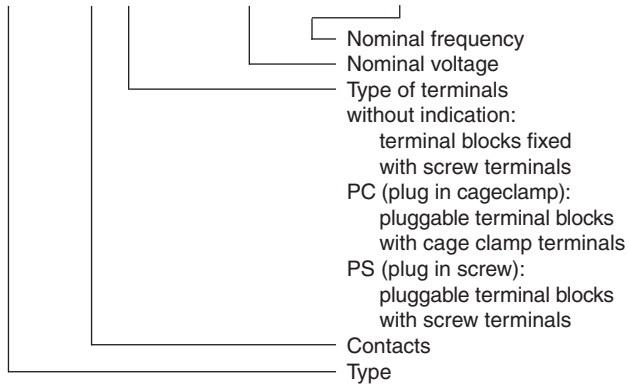 Nominal frequency
Nominal voltage
Type of terminals
without indication:
terminal blocks fixed
with screw terminals
PC (plug in cageclamp):
pluggable terminal blocks
with cage clamp terminals
PS (plug in screw):
pluggable terminal blocks
with screw terminals
Contacts
Type